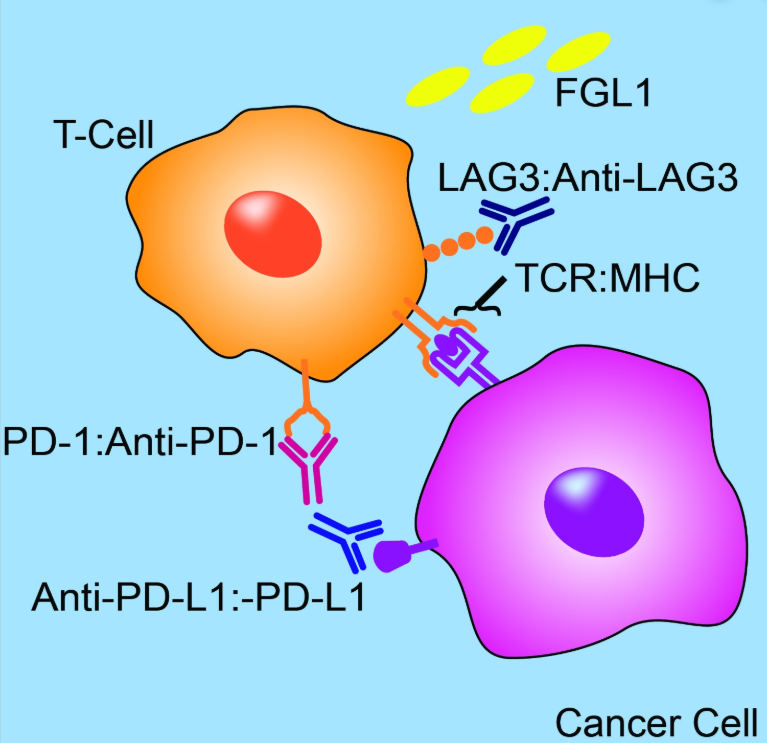 FGL1
T-Cell
LAG3:Anti-LAG3
TCR:MHC
PD-1:Anti-PD-1
Anti-PD-L1:-PD-L1
Cancer Cell